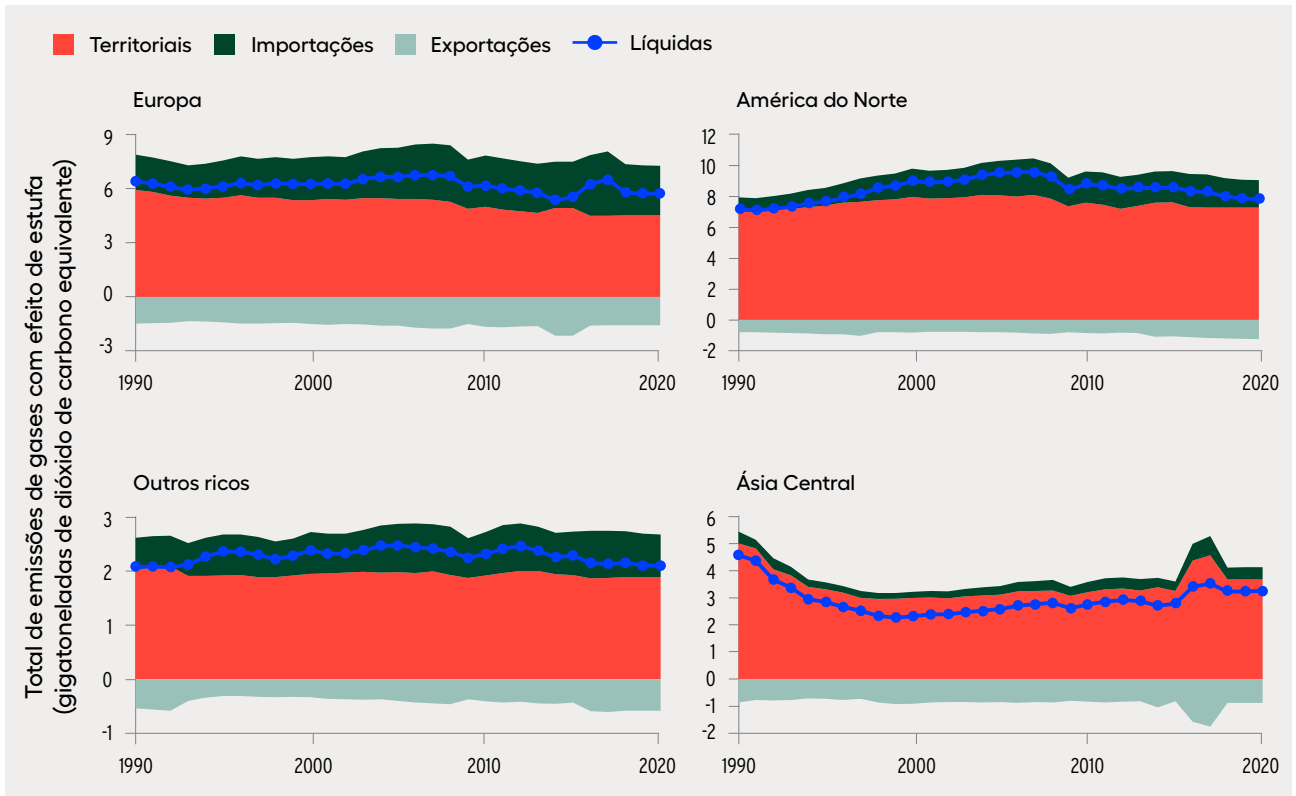 Territoriais Importações Exportações Líquidas
Total de emissões de gases com efeito de estufa
(gigatoneladas de dióxido de carbono equivalente)
Europa
9
6
3
0
-3
1990 2000 2010 2020
América do Norte
12
10
8
6
4
2
0
-2
1990 2000 2010 2020
Outros ricos
3
2
1
0
-1
1990 2000 2010 2020
Ásia Central
6
5
4
3
2
1
0
-1
-2
1990 2000 2010 2020